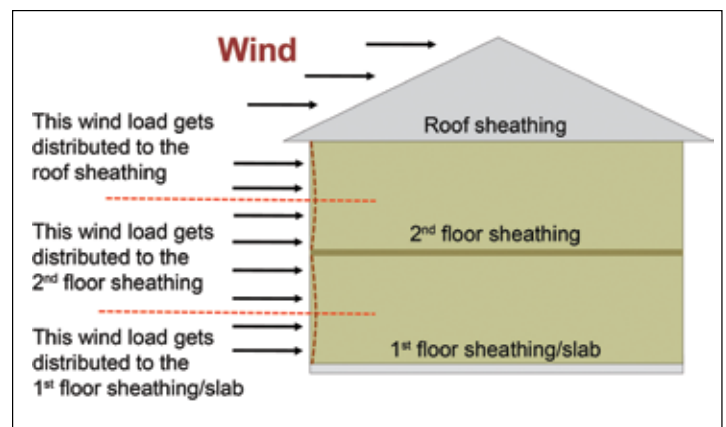 Wind
This wind load gets
distributed to the
roof sheathing
Roof sheathing
This wind load gets
distributed to the
2nd floor sheathing
2nd floor sheathing
This wind load gets
distributed to the
1st floor sheathing/slab
1st floor sheathing/slab